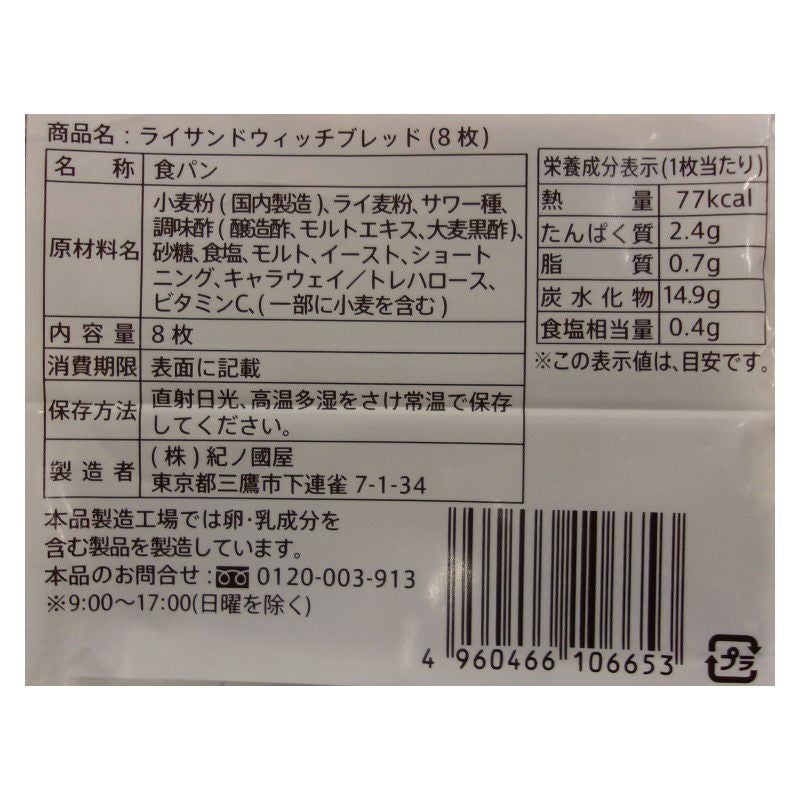 商品名：ライサンドウィッチブレッド(8枚)
名称 食パン
原材料名 小麦粉(国内製造)、ライ麦粉、サワー種、
調味酢(醸造酢、モルトエキス、大麦黒酢)、
砂糖、食塩、モルト、イースト、ショート
ニング、キャラウェイ／トレハロース、
ビタミンC、(一部に小麦を含む)
内容量 8枚
消費期限 表面に記載
保存方法 直射日光、高温多湿をさけ常温で保存
してください。
製造者 (株)紀ノ國屋
東京都三鷹市下連雀7-1-34
栄養成分表示(1枚当たり)
熱量 77kcal
たんぱく質 2.4g
脂質 0.7g
炭水化物 14.9g
食塩相当量 0.4g
※この表示値は、目安です。
本品製造工場では卵・乳成分を
含む製品を製造しています。
本品のお問合せ：0120-003-913
※9:00～17:00(日曜を除く)
4 960466 106653
プラ